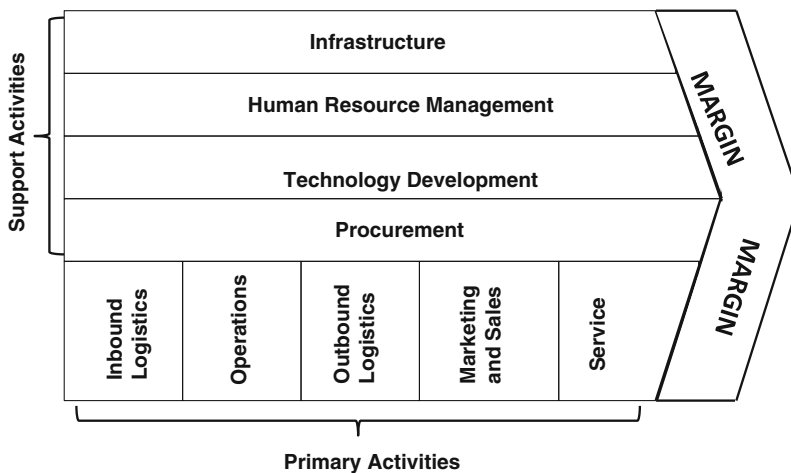 Support Activities
Infrastructure
Human Resource Management
Technology Development
Procurement
MARGIN
MARGIN
Inbound
Logistics
Operations
Outbound
Logistics
Marketing
and Sales
Service
Primary Activities